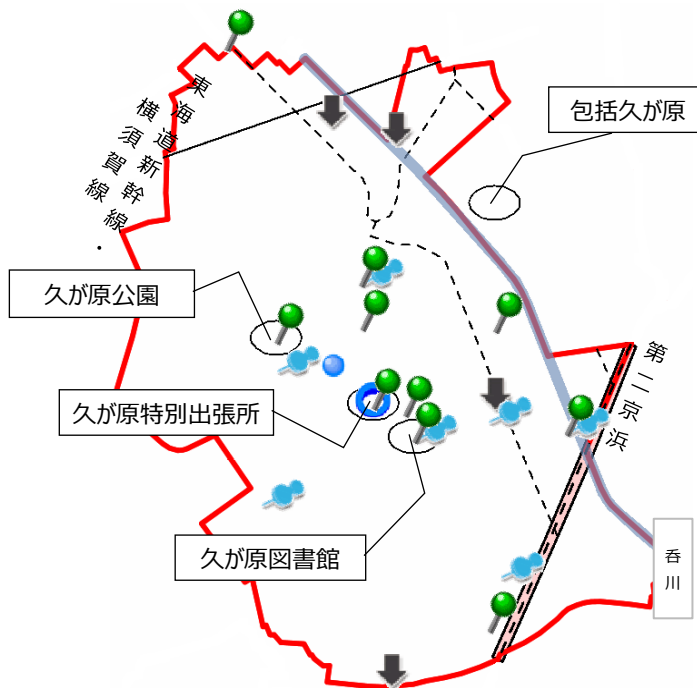 東海道新幹線
横須賀線
包括久が原
久が原公園
第二京浜
久が原特別出張所
久が原図書館
呑川